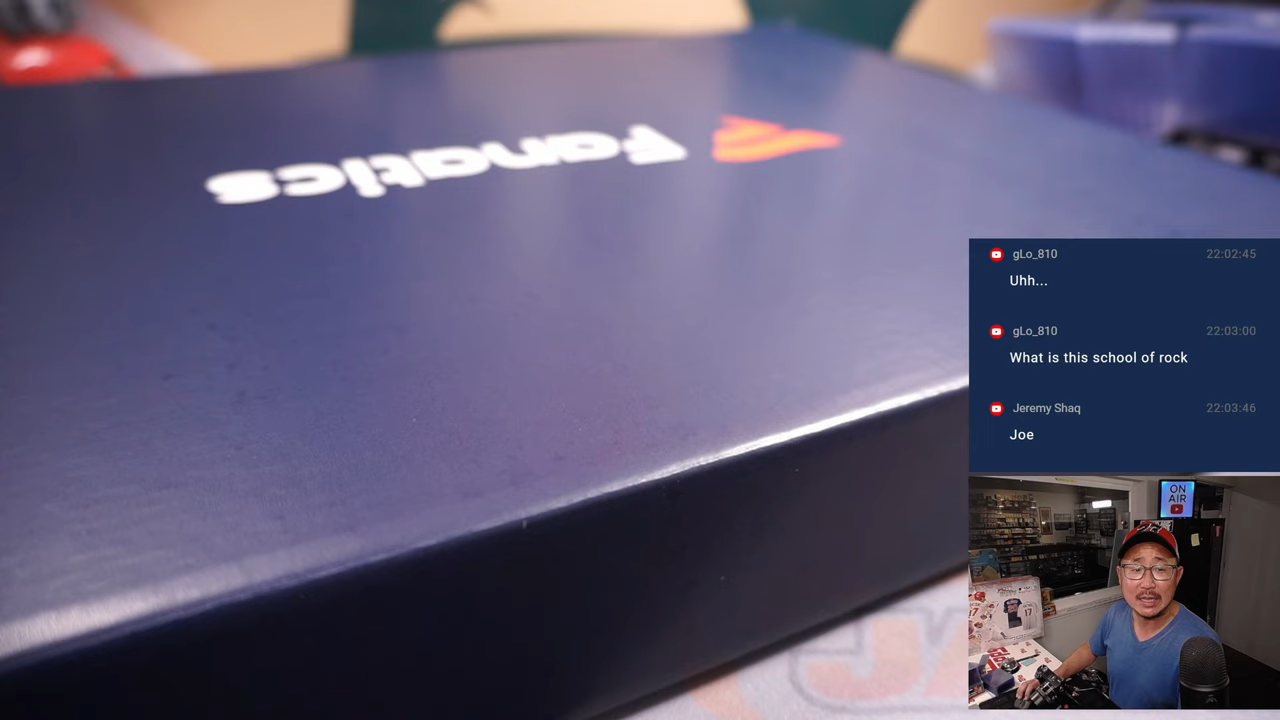 Fanatics
gLo_810 22:02:45
Uhh...
gLo_810 22:03:00
What is this school of rock
Jeremy Shaq 22:03:46
Joe
ON
AIR